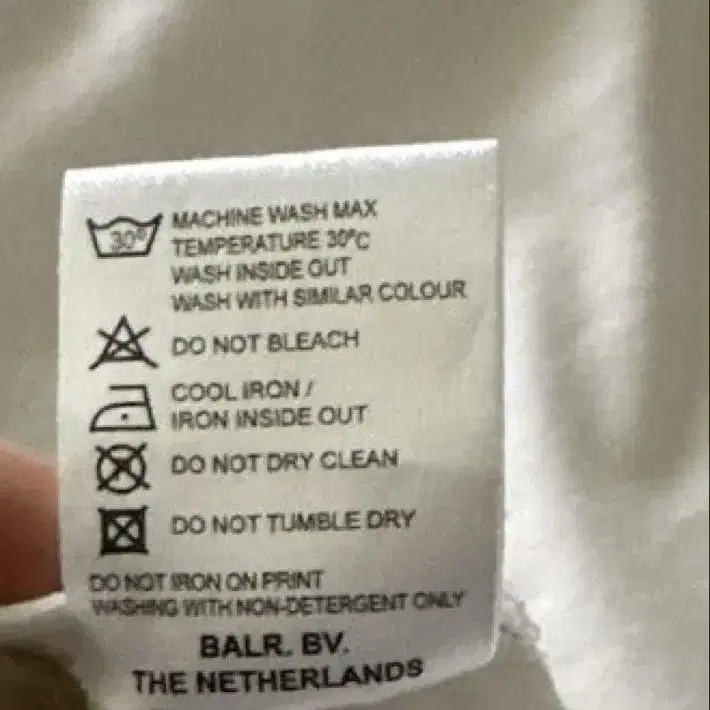 30°
MACHINE WASH MAX
TEMPERATURE 30°C
WASH INSIDE OUT
WASH WITH SIMILAR COLOUR
DO NOT BLEACH
COOL IRON /
IRON INSIDE OUT
DO NOT DRY CLEAN
DO NOT TUMBLE DRY
DO NOT IRON ON PRINT
WASHING WITH NON-DETERGENT ONLY
BALR. BV.
THE NETHERLANDS